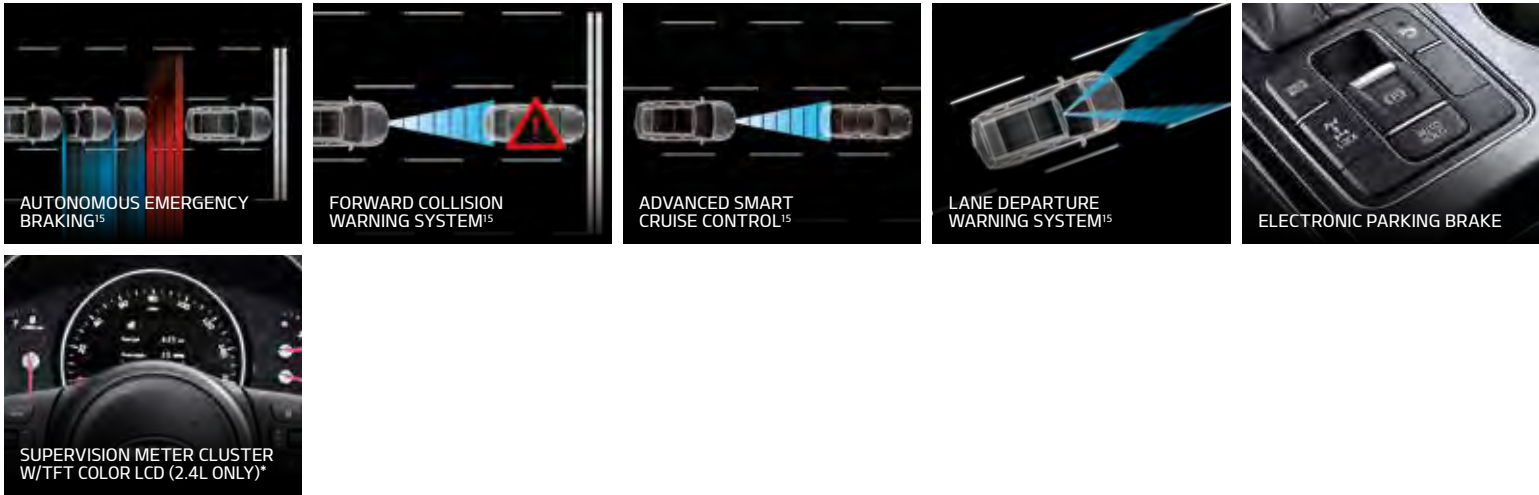 AUTONOMOUS EMERGENCY
BRAKING¹⁵
FORWARD COLLISION
WARNING SYSTEM¹⁵
ADVANCED SMART
CRUISE CONTROL¹⁵
LANE DEPARTURE
WARNING SYSTEM¹⁵
ELECTRONIC PARKING BRAKE
SUPERVISION METER CLUSTER
W/TFT COLOR LCD (2.4L ONLY)*